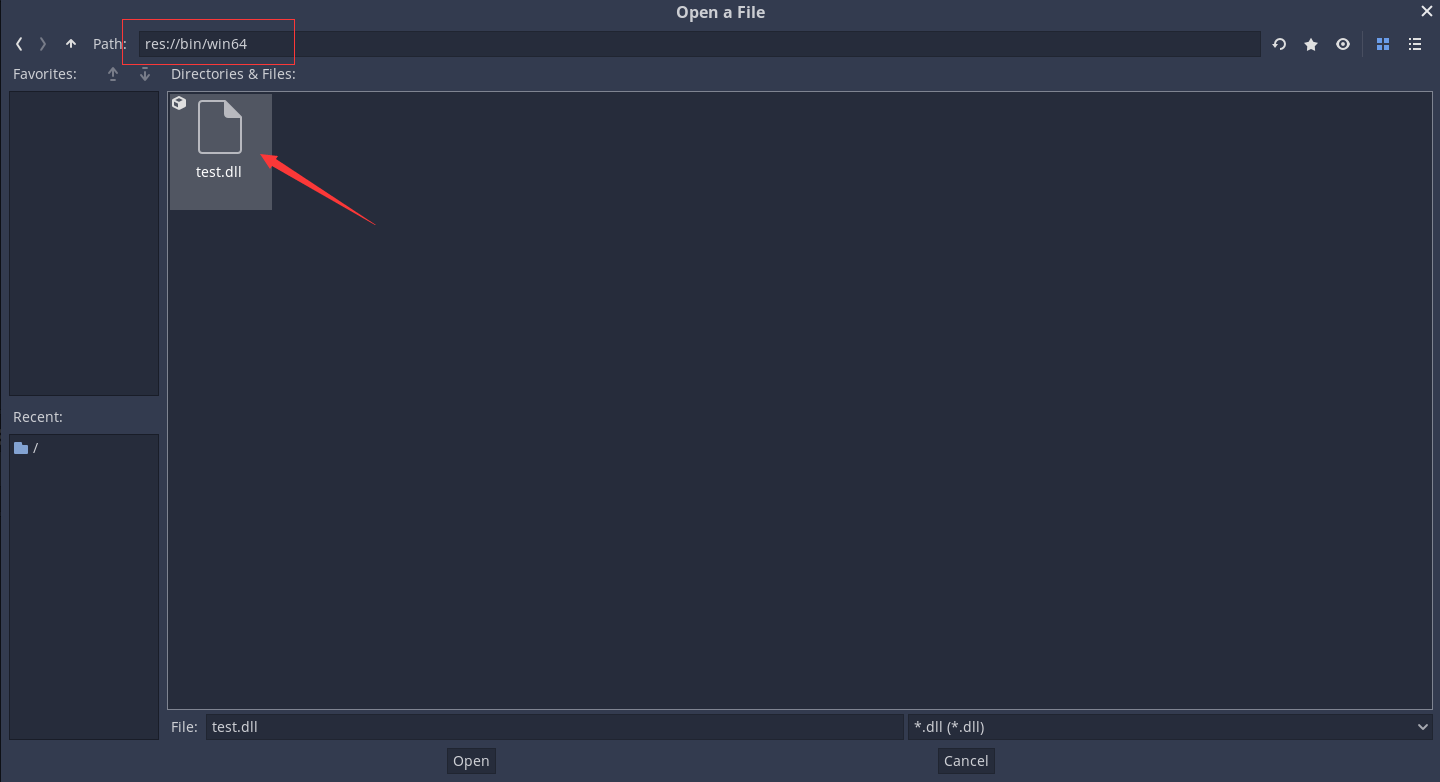 Open a File
Path: res://bin/win64
Favorites:
Directories & Files:
test.dll
Recent:
/
File: test.dll
*.dll (*.dll)
Open
Cancel